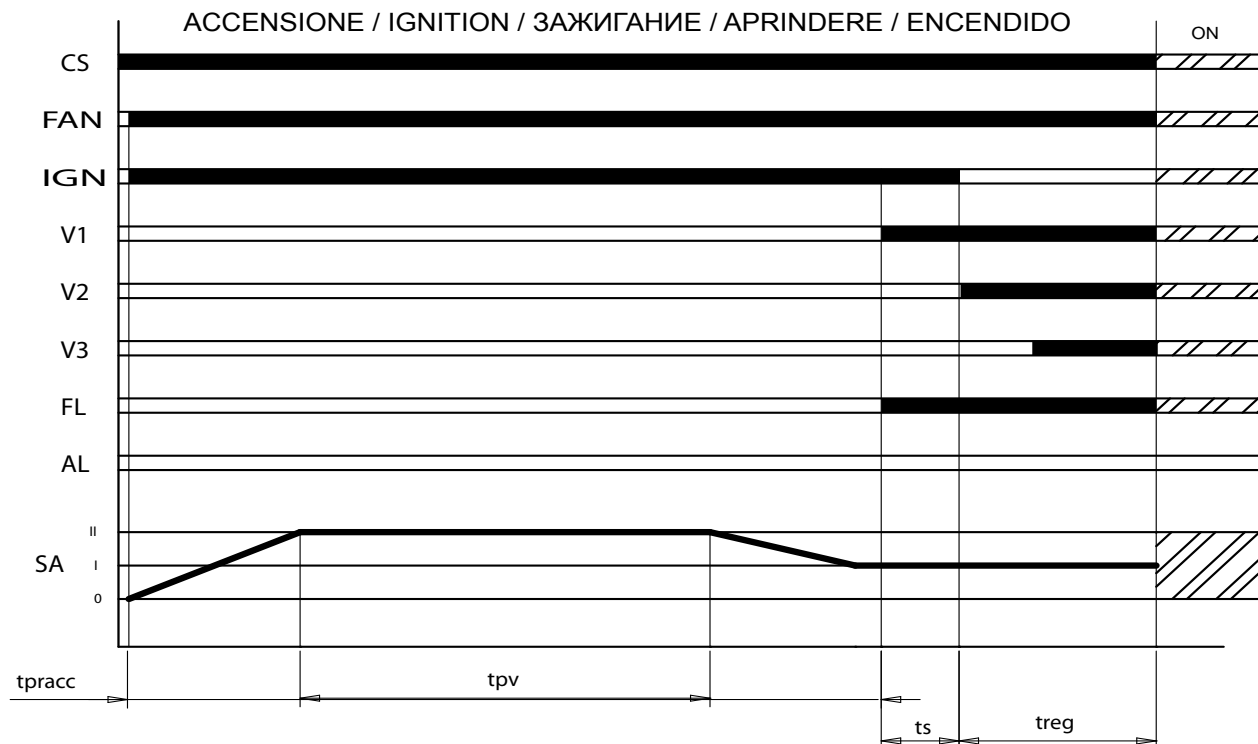 ACCENSIONE / IGNITION / ЗАЖИГАНИЕ / APRINDERE / ENCENDIDO
ON
CS
FAN
IGN
V1
V2
V3
FL
AL
II
SA
I
0
tpracc
tpv
ts
treg